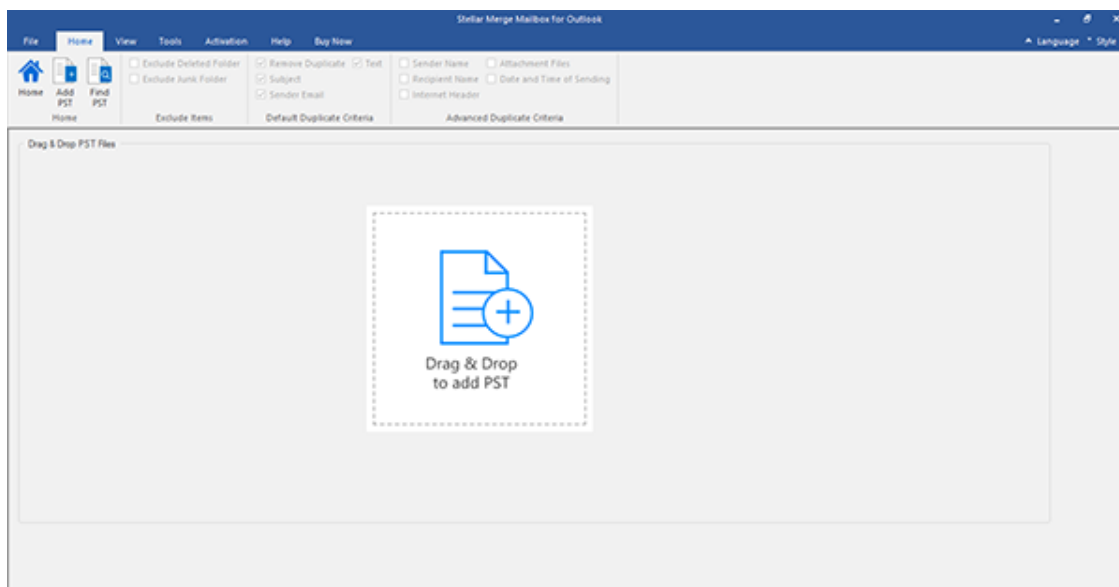 Stellar Merge Mailbox for Outlook
File Home View Tools Activation Help Buy Now Language Style
Exclude Deleted Folder Remove Duplicate Text Sender Name Attachment Files
Exclude Junk Folder Subject Recipient Name Date and Time of Sending
Home Add PST Find PST Sender Email Internet Header
Home Exclude Items Default Duplicate Criteria Advanced Duplicate Criteria
Drag & Drop PST Files
Drag & Drop
to add PST